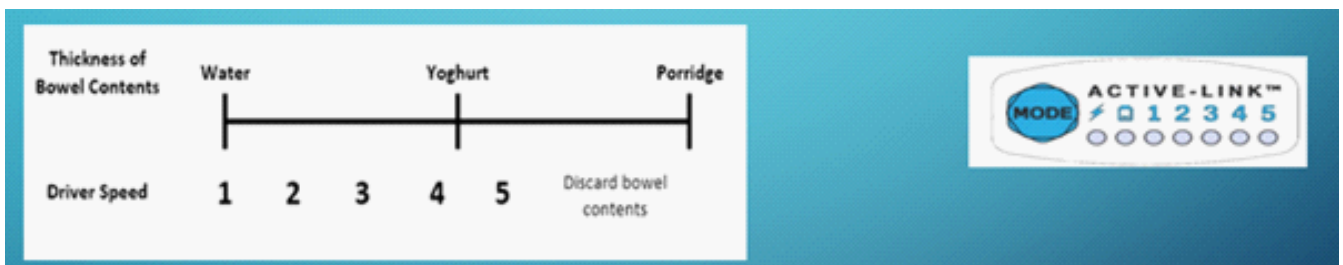 Thickness of
Bowel Contents
Water Yoghurt Porridge
Driver Speed 1 2 3 4 5 Discard bowel
contents
ACTIVE-LINK™
MODE
1 2 3 4 5